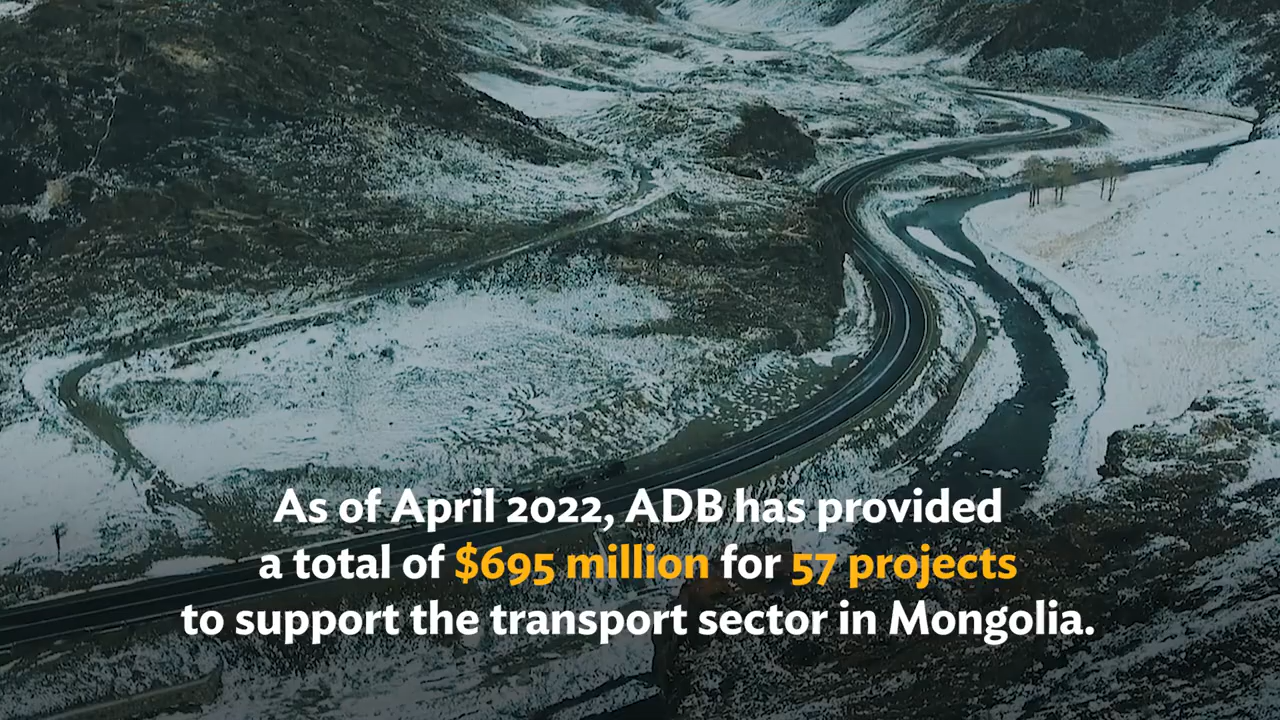 As of April 2022, ADB has provided
a total of $695 million for 57 projects
to support the transport sector in Mongolia.